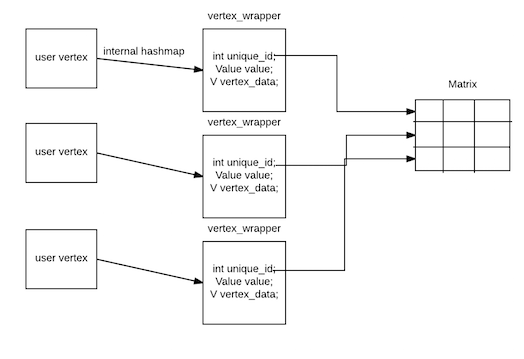 vertex_wrapper
user vertex
internal hashmap
int unique_id;
Value value;
V vertex_data;
Matrix
vertex_wrapper
user vertex
int unique_id;
Value value;
V vertex_data;
vertex_wrapper
user vertex
int unique_id;
Value value;
V vertex_data;